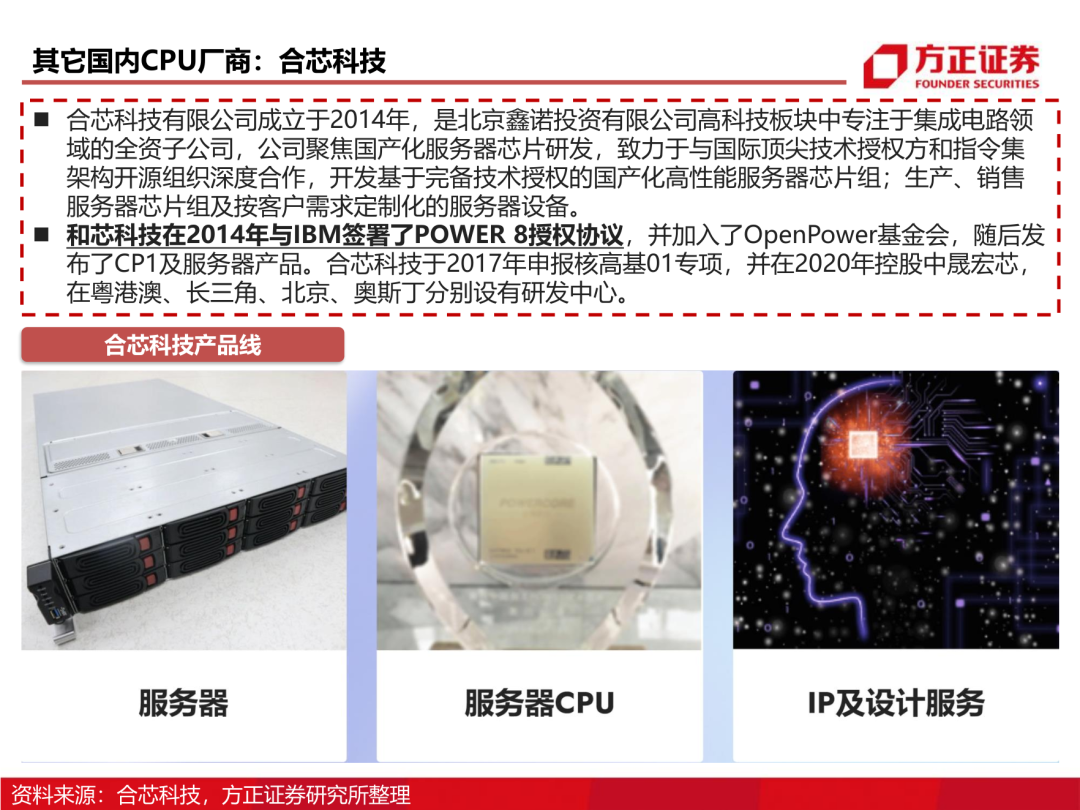 其它国内CPU厂商：合芯科技
方正证券
FOUNDER SECURITIES
■ 合芯科技有限公司成立于2014年，是北京鑫诺投资有限公司高科技板块中专注于集成电路领
域的全资子公司，公司聚焦国产化服务器芯片研发，致力于与国际顶尖技术授权方和指令集
架构开源组织深度合作，开发基于完备技术授权的国产化高性能服务器芯片组；生产、销售
服务器芯片组及按客户需求定制化的服务器设备。
■ 和芯科技在2014年与IBM签署了POWER 8授权协议，并加入了OpenPower基金会，随后发
布了CP1及服务器产品。合芯科技于2017年申报核高基01专项，并在2020年控股中晟宏芯，
在粤港澳、长三角、北京、奥斯丁分别设有研发中心。
合芯科技产品线
POWERCORE
服务器
服务器CPU
IP及设计服务
资料来源：合芯科技，方正证券研究所整理